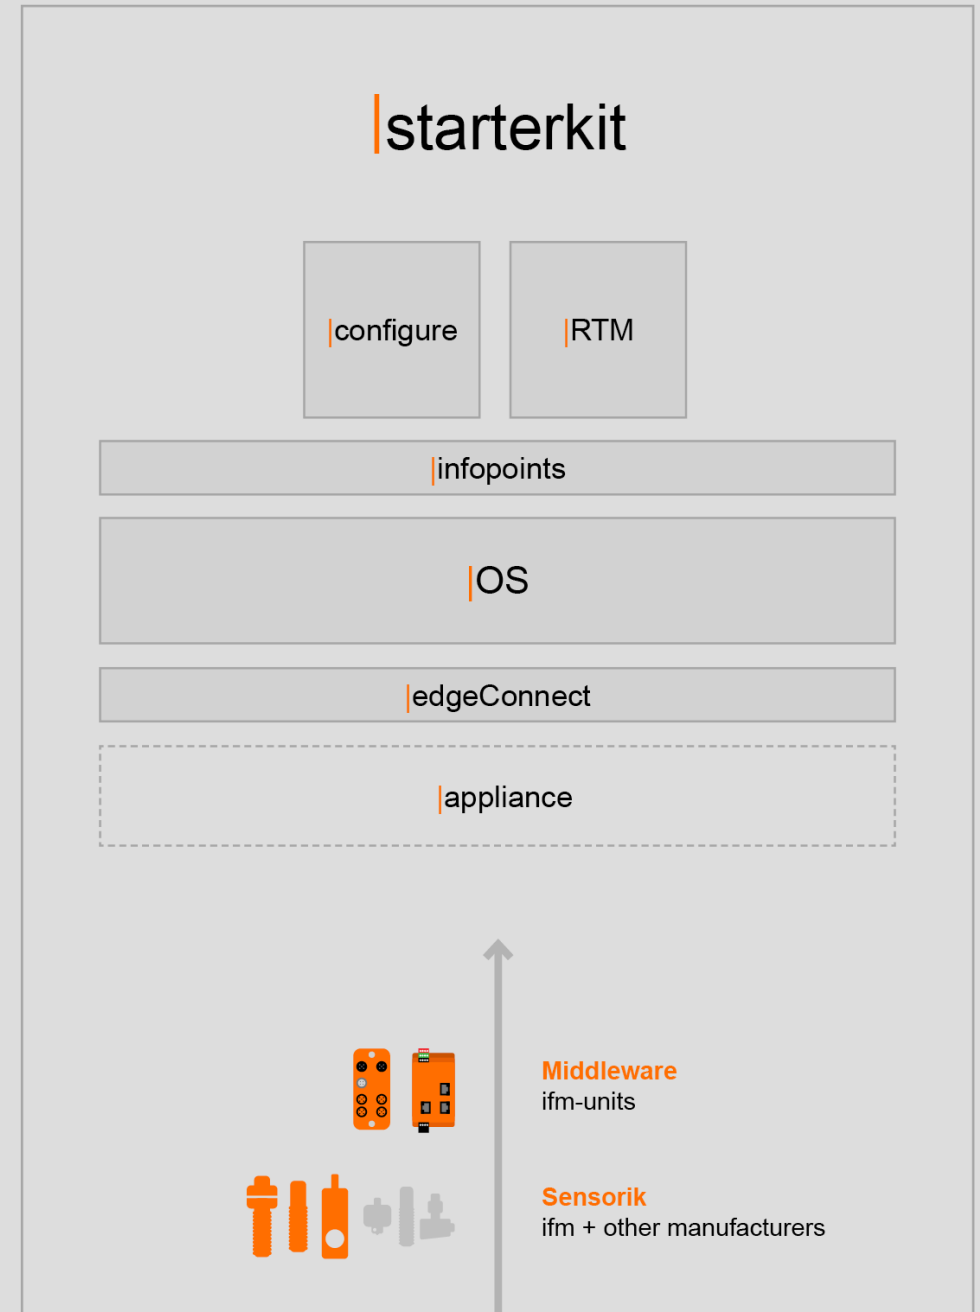 |starterkit
|configure
|RTM
|infopoints
|OS
|edgeConnect
|appliance
Middleware
ifm-units
Sensorik
ifm + other manufacturers